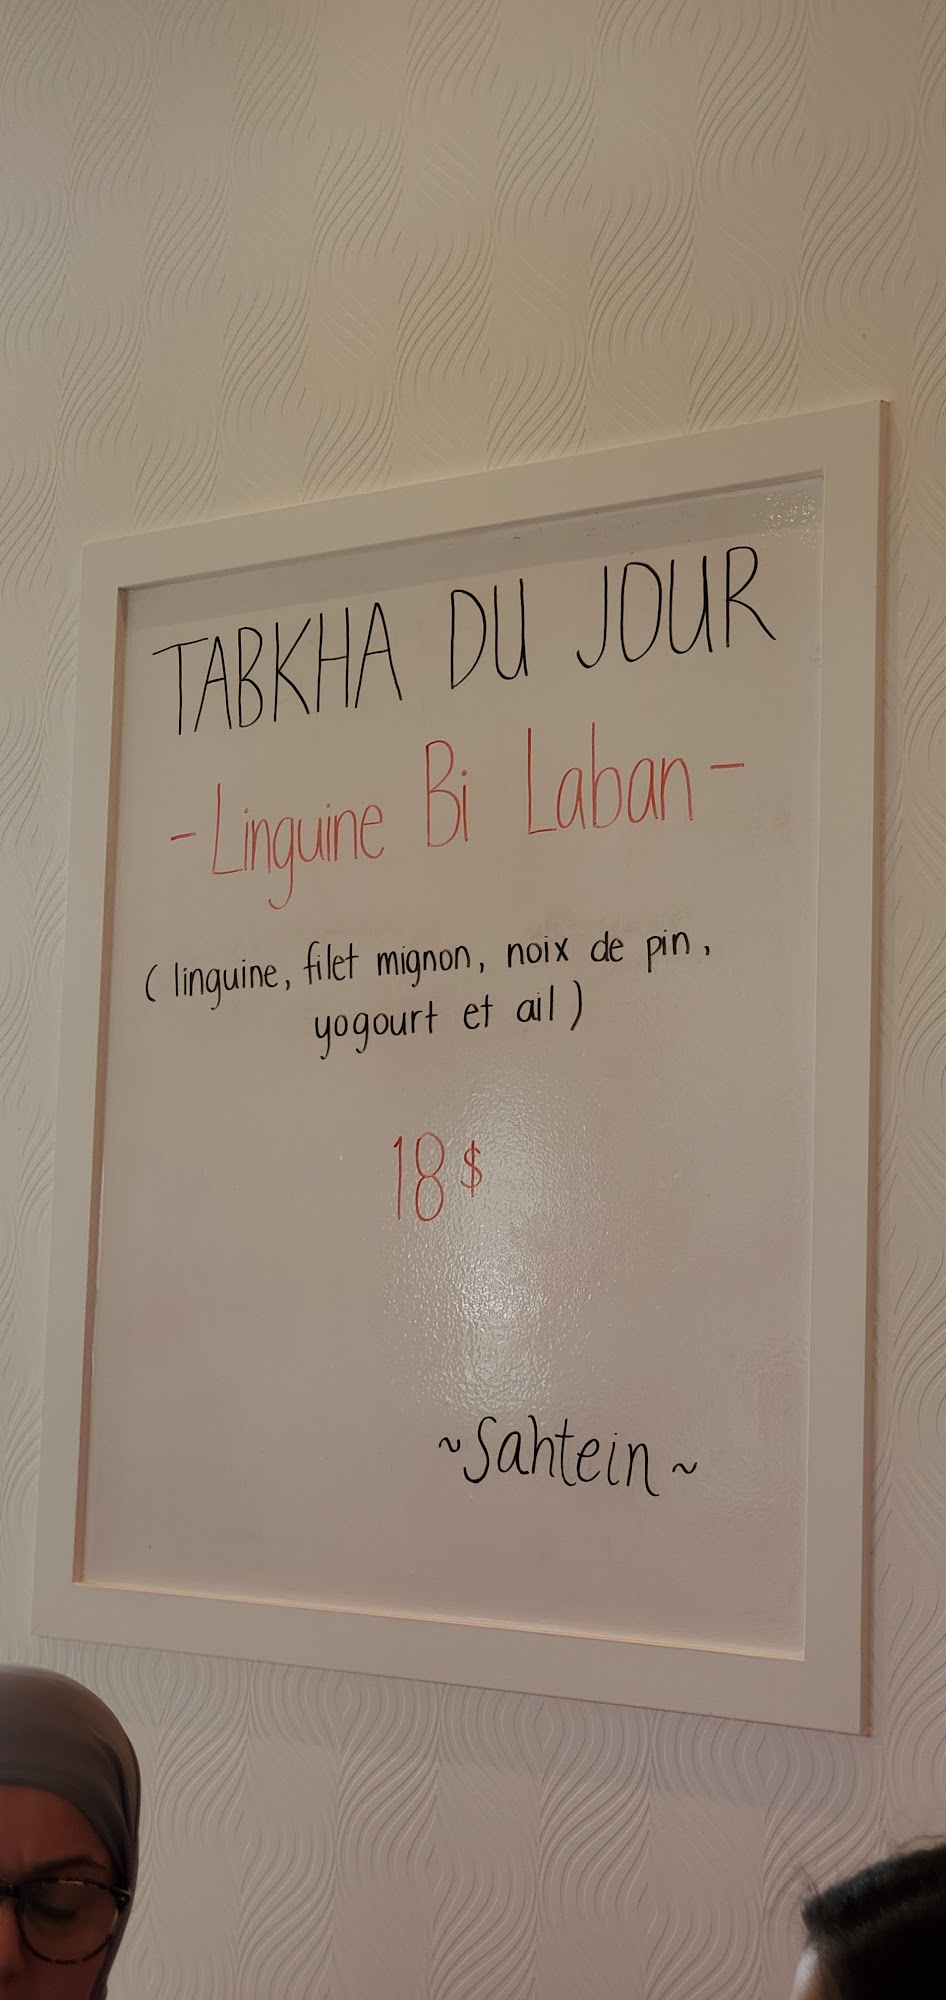 TABKHA DU JOUR
- Linguine Bi Laban -
( linguine, filet mignon, noix de pin,
yogourt et ail )
18 $
~ Sahtein ~